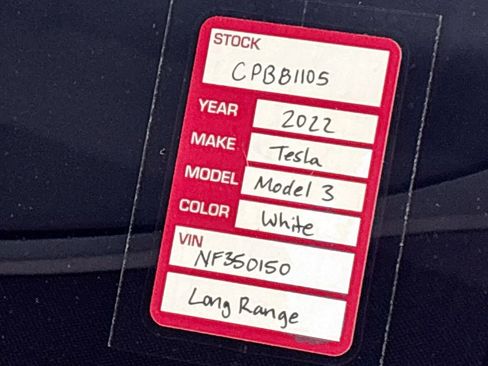 STOCK
CPBB1105
YEAR 2022
MAKE Tesla
MODEL Model 3
COLOR White
VIN
NF350150
Long Range